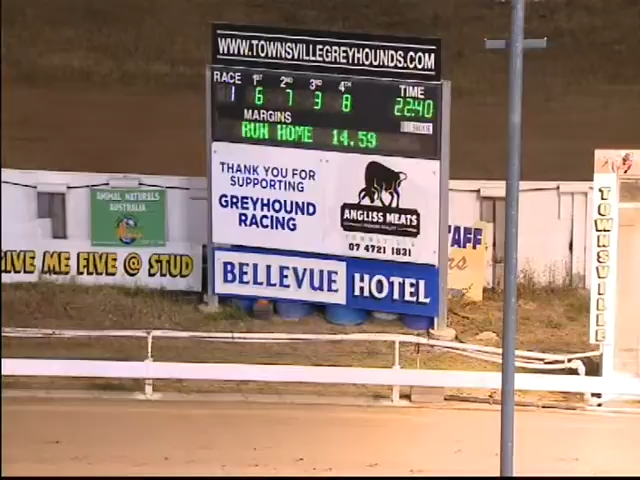 WWW.TOWNSVILLEGREYHOUNDS.COM
RACE 1ST 2ND 3RD 4TH TIME
1 6 7 3 8 22:40
MARGINS
RUN HOME 14.59
THANK YOU FOR
SUPPORTING
GREYHOUND
RACING
ANGLISS MEATS
07 4721 1831
BELLEVUE HOTEL
ANIMAL NATURALS
AUSTRALIA
IVE ME FIVE @ STUD
TAFF
TOWNSVILLE